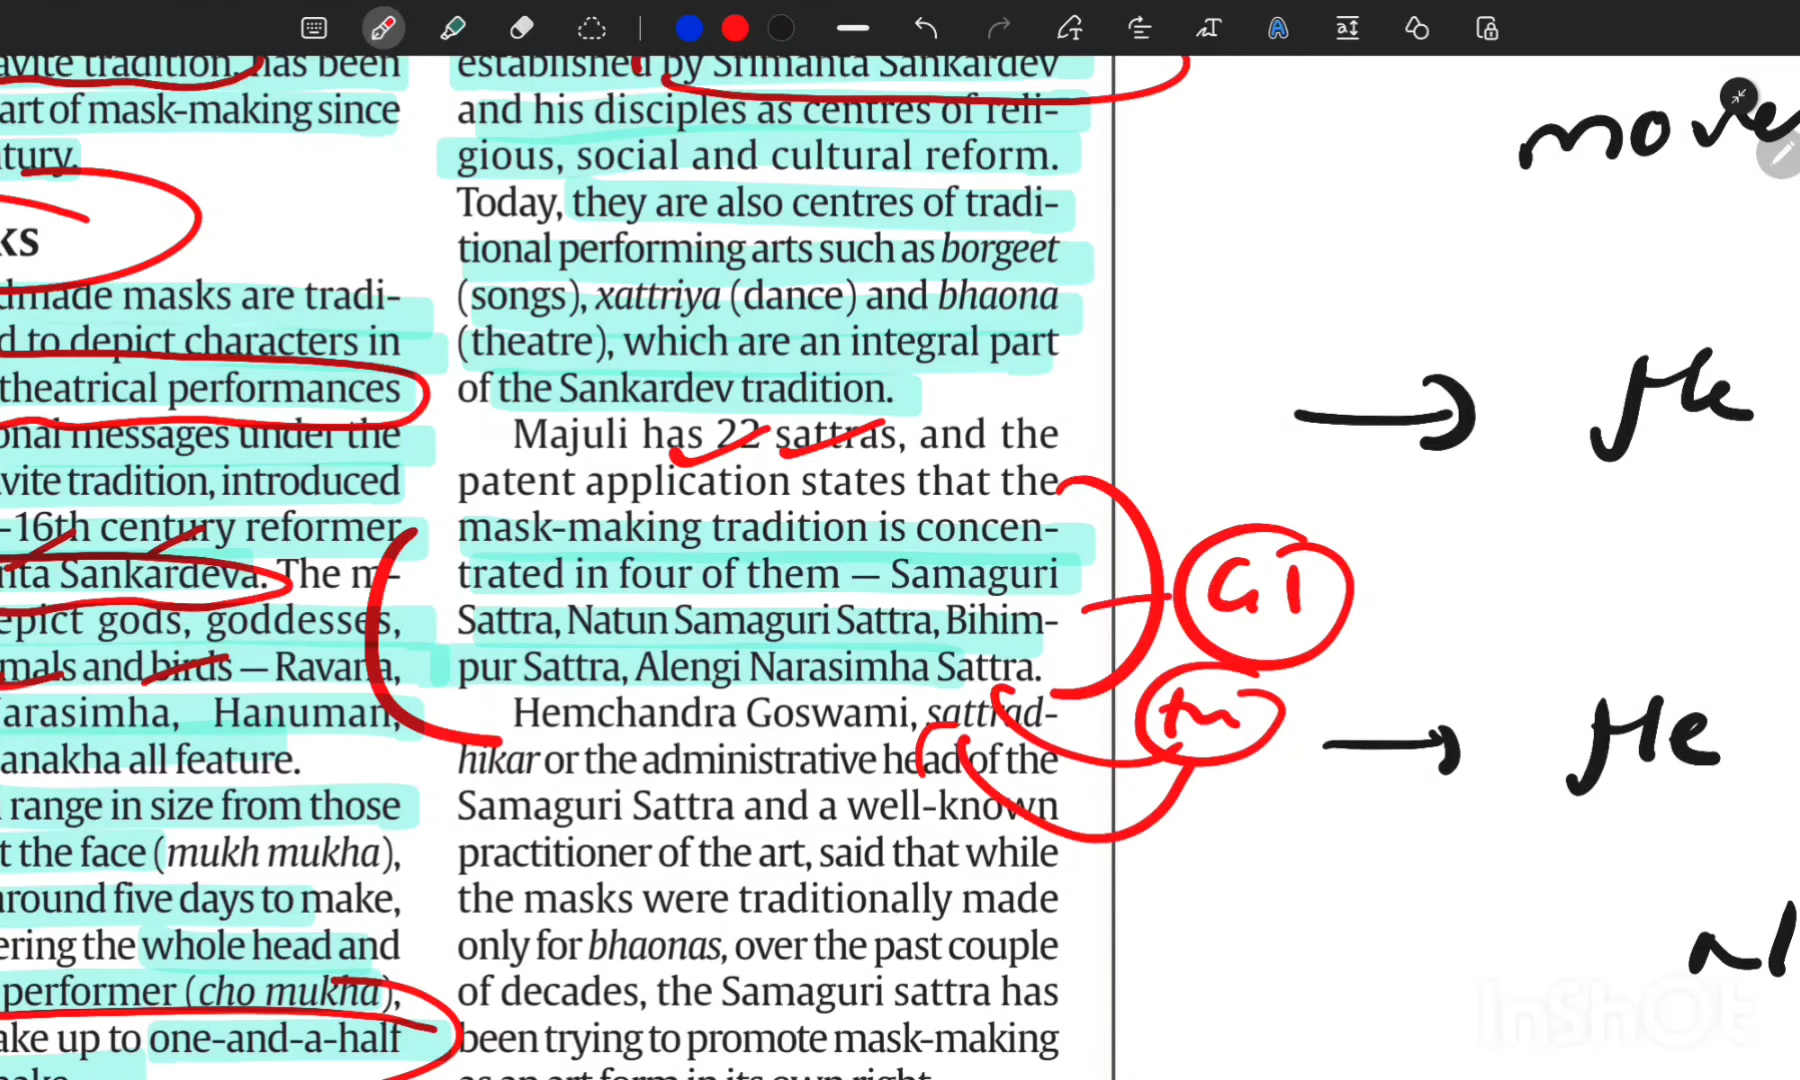 avite tradition, has been
art of mask-making since
tury.
ks
dmade masks are tradi-
d to depict characters in
theatrical performances
onal messages under the
vite tradition, introduced
-16th century reformer
nta Sankardeva. The m-
epict gods, goddesses,
mals and birds — Ravana,
arasimha, Hanuman,
anakha all feature.
range in size from those
t the face (mukh mukha),
around five days to make,
ering the whole head and
performer (cho mukha),
ake up to one-and-a-half
make.
established by Srimanta Sankardev
and his disciples as centres of reli-
gious, social and cultural reform.
Today, they are also centres of tradi-
tional performing arts such as borgeet
(songs), xattriya (dance) and bhaona
(theatre), which are an integral part
of the Sankardev tradition.
Majuli has 22 sattras, and the
patent application states that the
mask-making tradition is concen-
trated in four of them — Samaguri
Sattra, Natun Samaguri Sattra, Bihim-
pur Sattra, Alengi Narasimha Sattra.
Hemchandra Goswami, sattrad-
hikar or the administrative head of the
Samaguri Sattra and a well-known
practitioner of the art, said that while
the masks were traditionally made
only for bhaonas, over the past couple
of decades, the Samaguri sattra has
been trying to promote mask-making
as an art form in its own right.
GI
move
InShOt